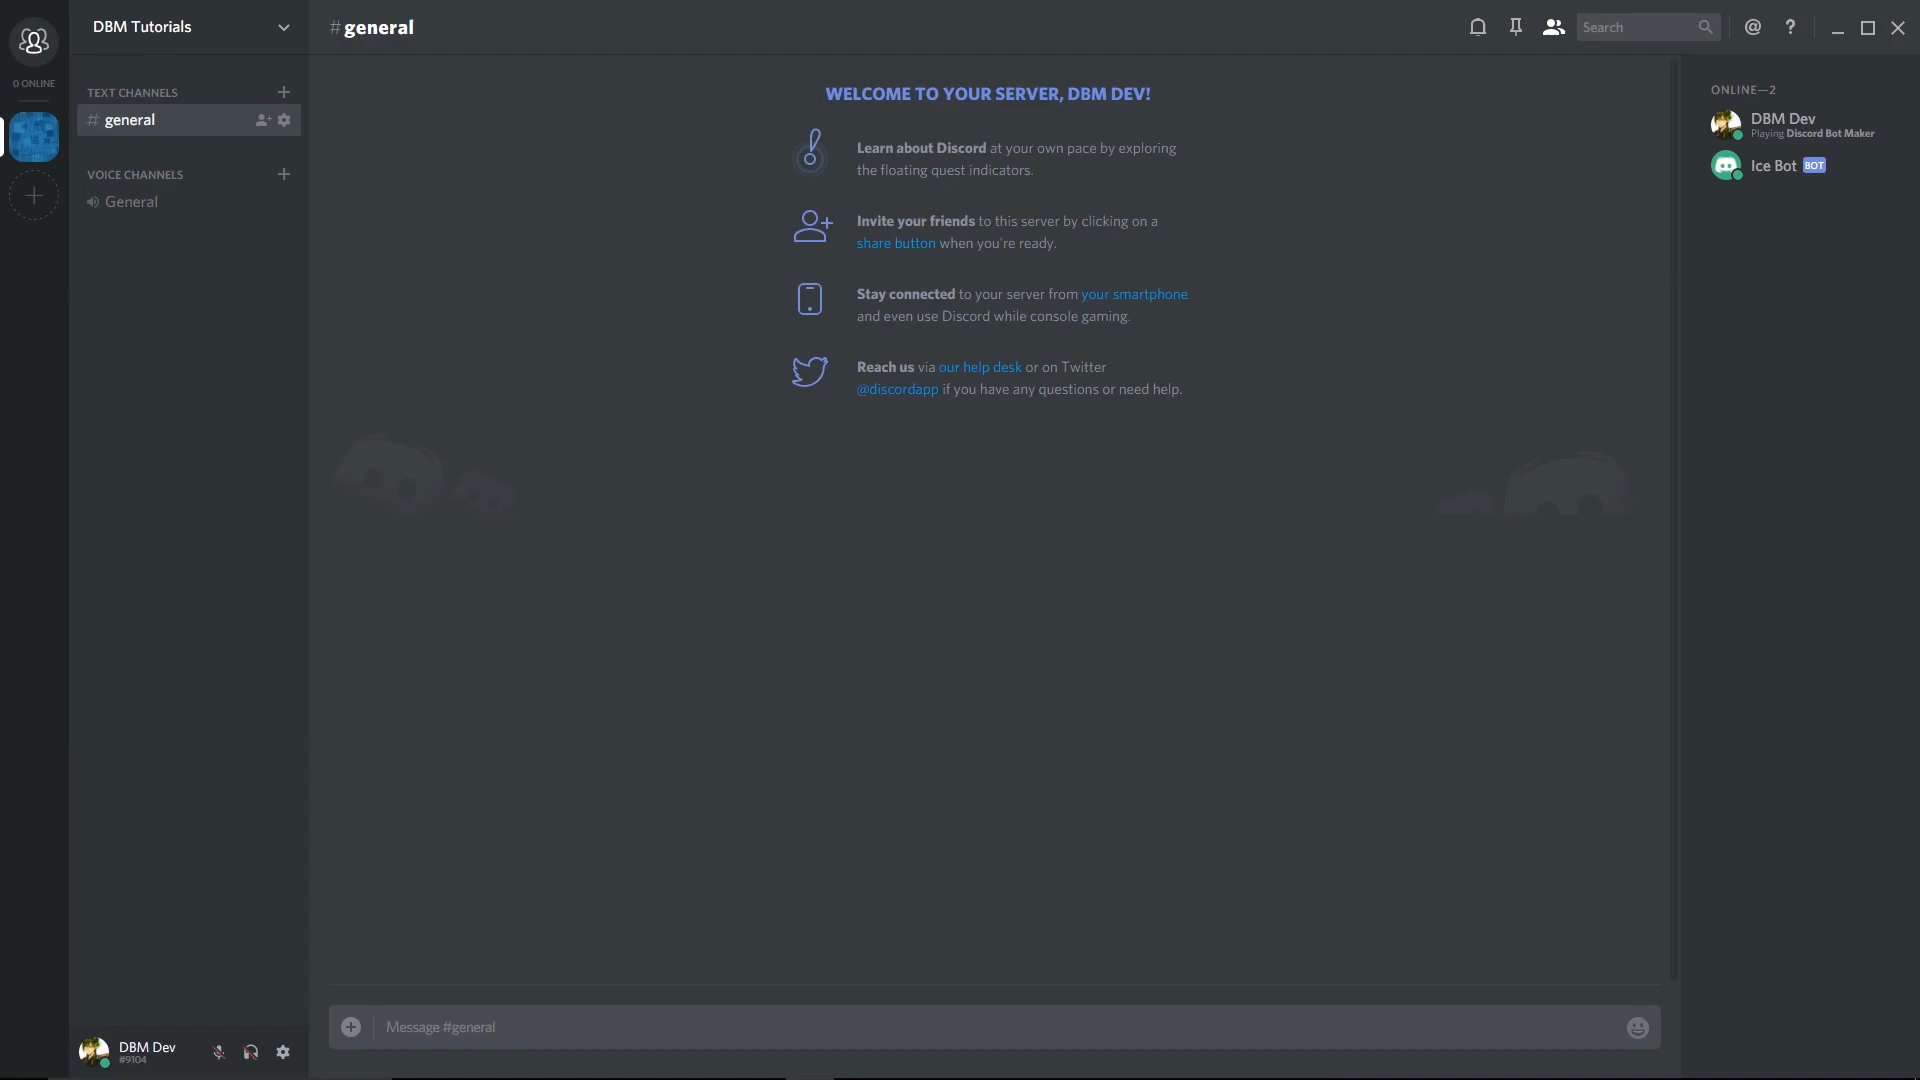 0 ONLINE
DBM Tutorials
TEXT CHANNELS
# general
VOICE CHANNELS
General
DBM Dev
#9104
#general
Search
@
?
WELCOME TO YOUR SERVER, DBM DEV!
Learn about Discord at your own pace by exploring
the floating quest indicators.
Invite your friends to this server by clicking on a
share button when you're ready.
Stay connected to your server from your smartphone
and even use Discord while console gaming.
Reach us via our help desk or on Twitter
@discordapp if you have any questions or need help.
Message #general
ONLINE—2
DBM Dev
Playing Discord Bot Maker
Ice Bot BOT